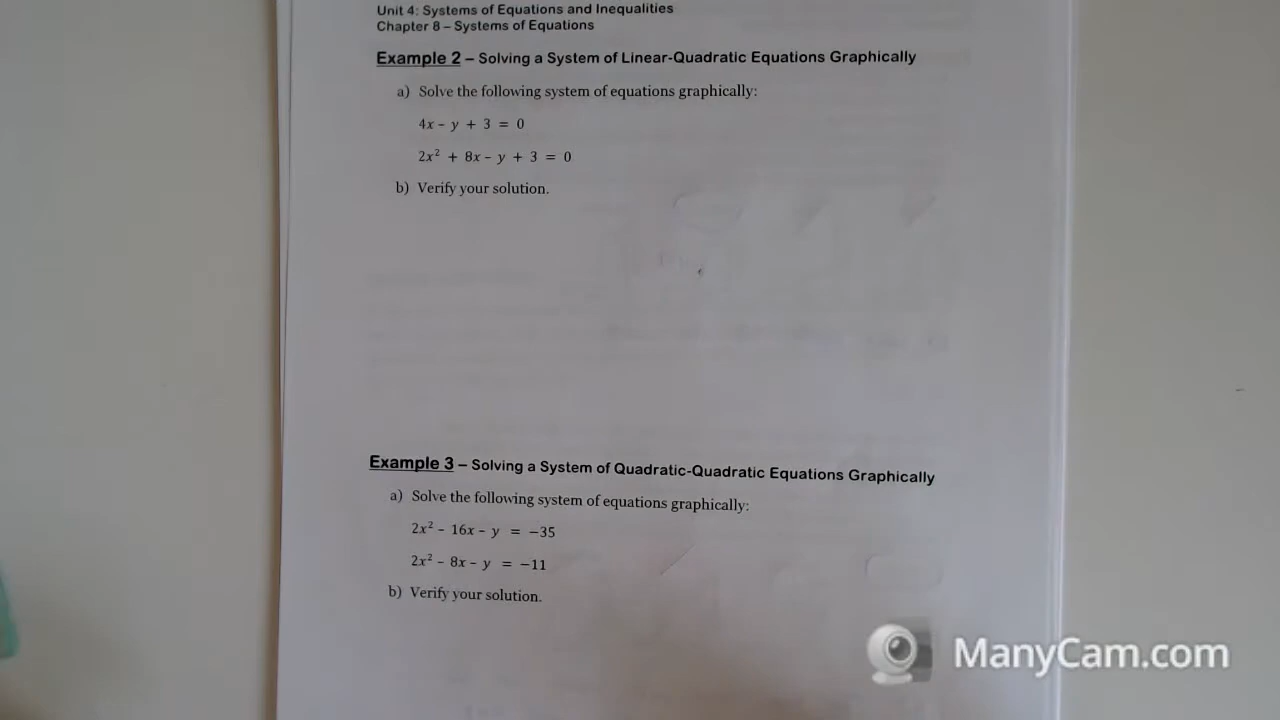 Unit 4: Systems of Equations and Inequalities
Chapter 8 – Systems of Equations
Example 2 – Solving a System of Linear-Quadratic Equations Graphically
a) Solve the following system of equations graphically:
4x – y + 3 = 0
2x² + 8x – y + 3 = 0
b) Verify your solution.
Example 3 – Solving a System of Quadratic-Quadratic Equations Graphically
a) Solve the following system of equations graphically:
2x² – 16x – y = –35
2x² – 8x – y = –11
b) Verify your solution.
ManyCam.com